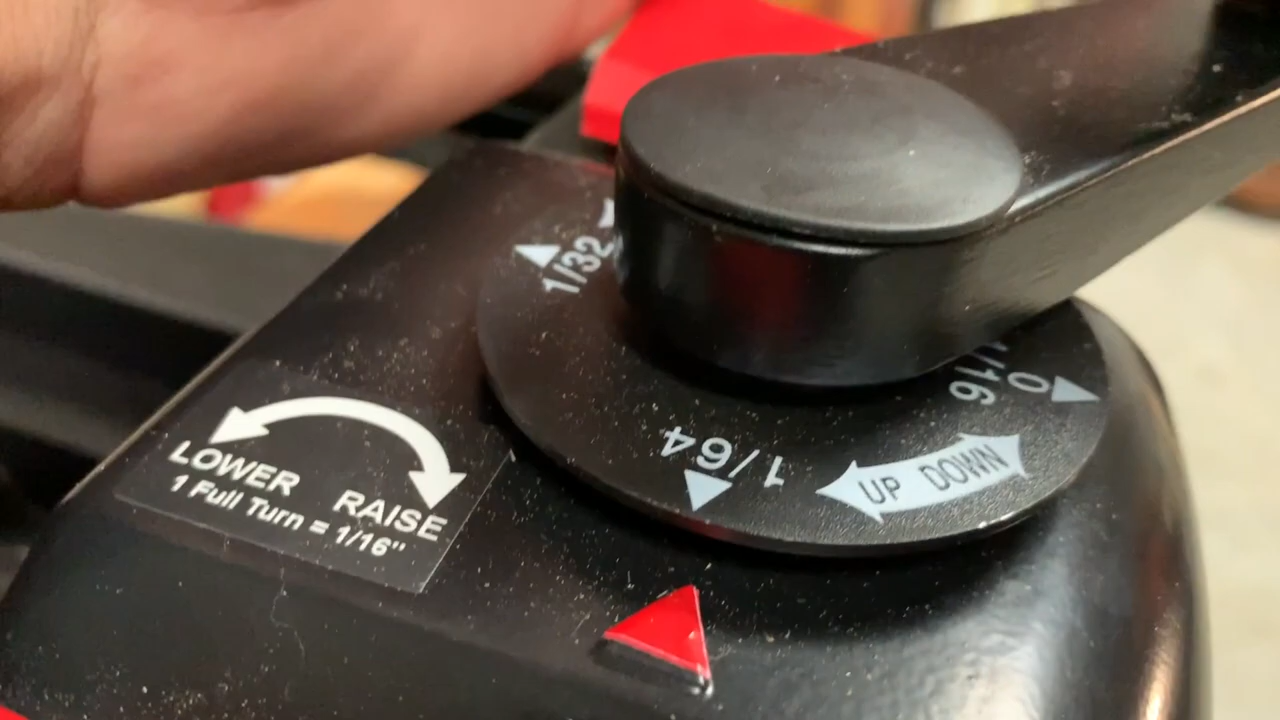 LOWER RAISE
1 Full Turn = 1/16"
1/32
1/64
UP DOWN
1/16
0